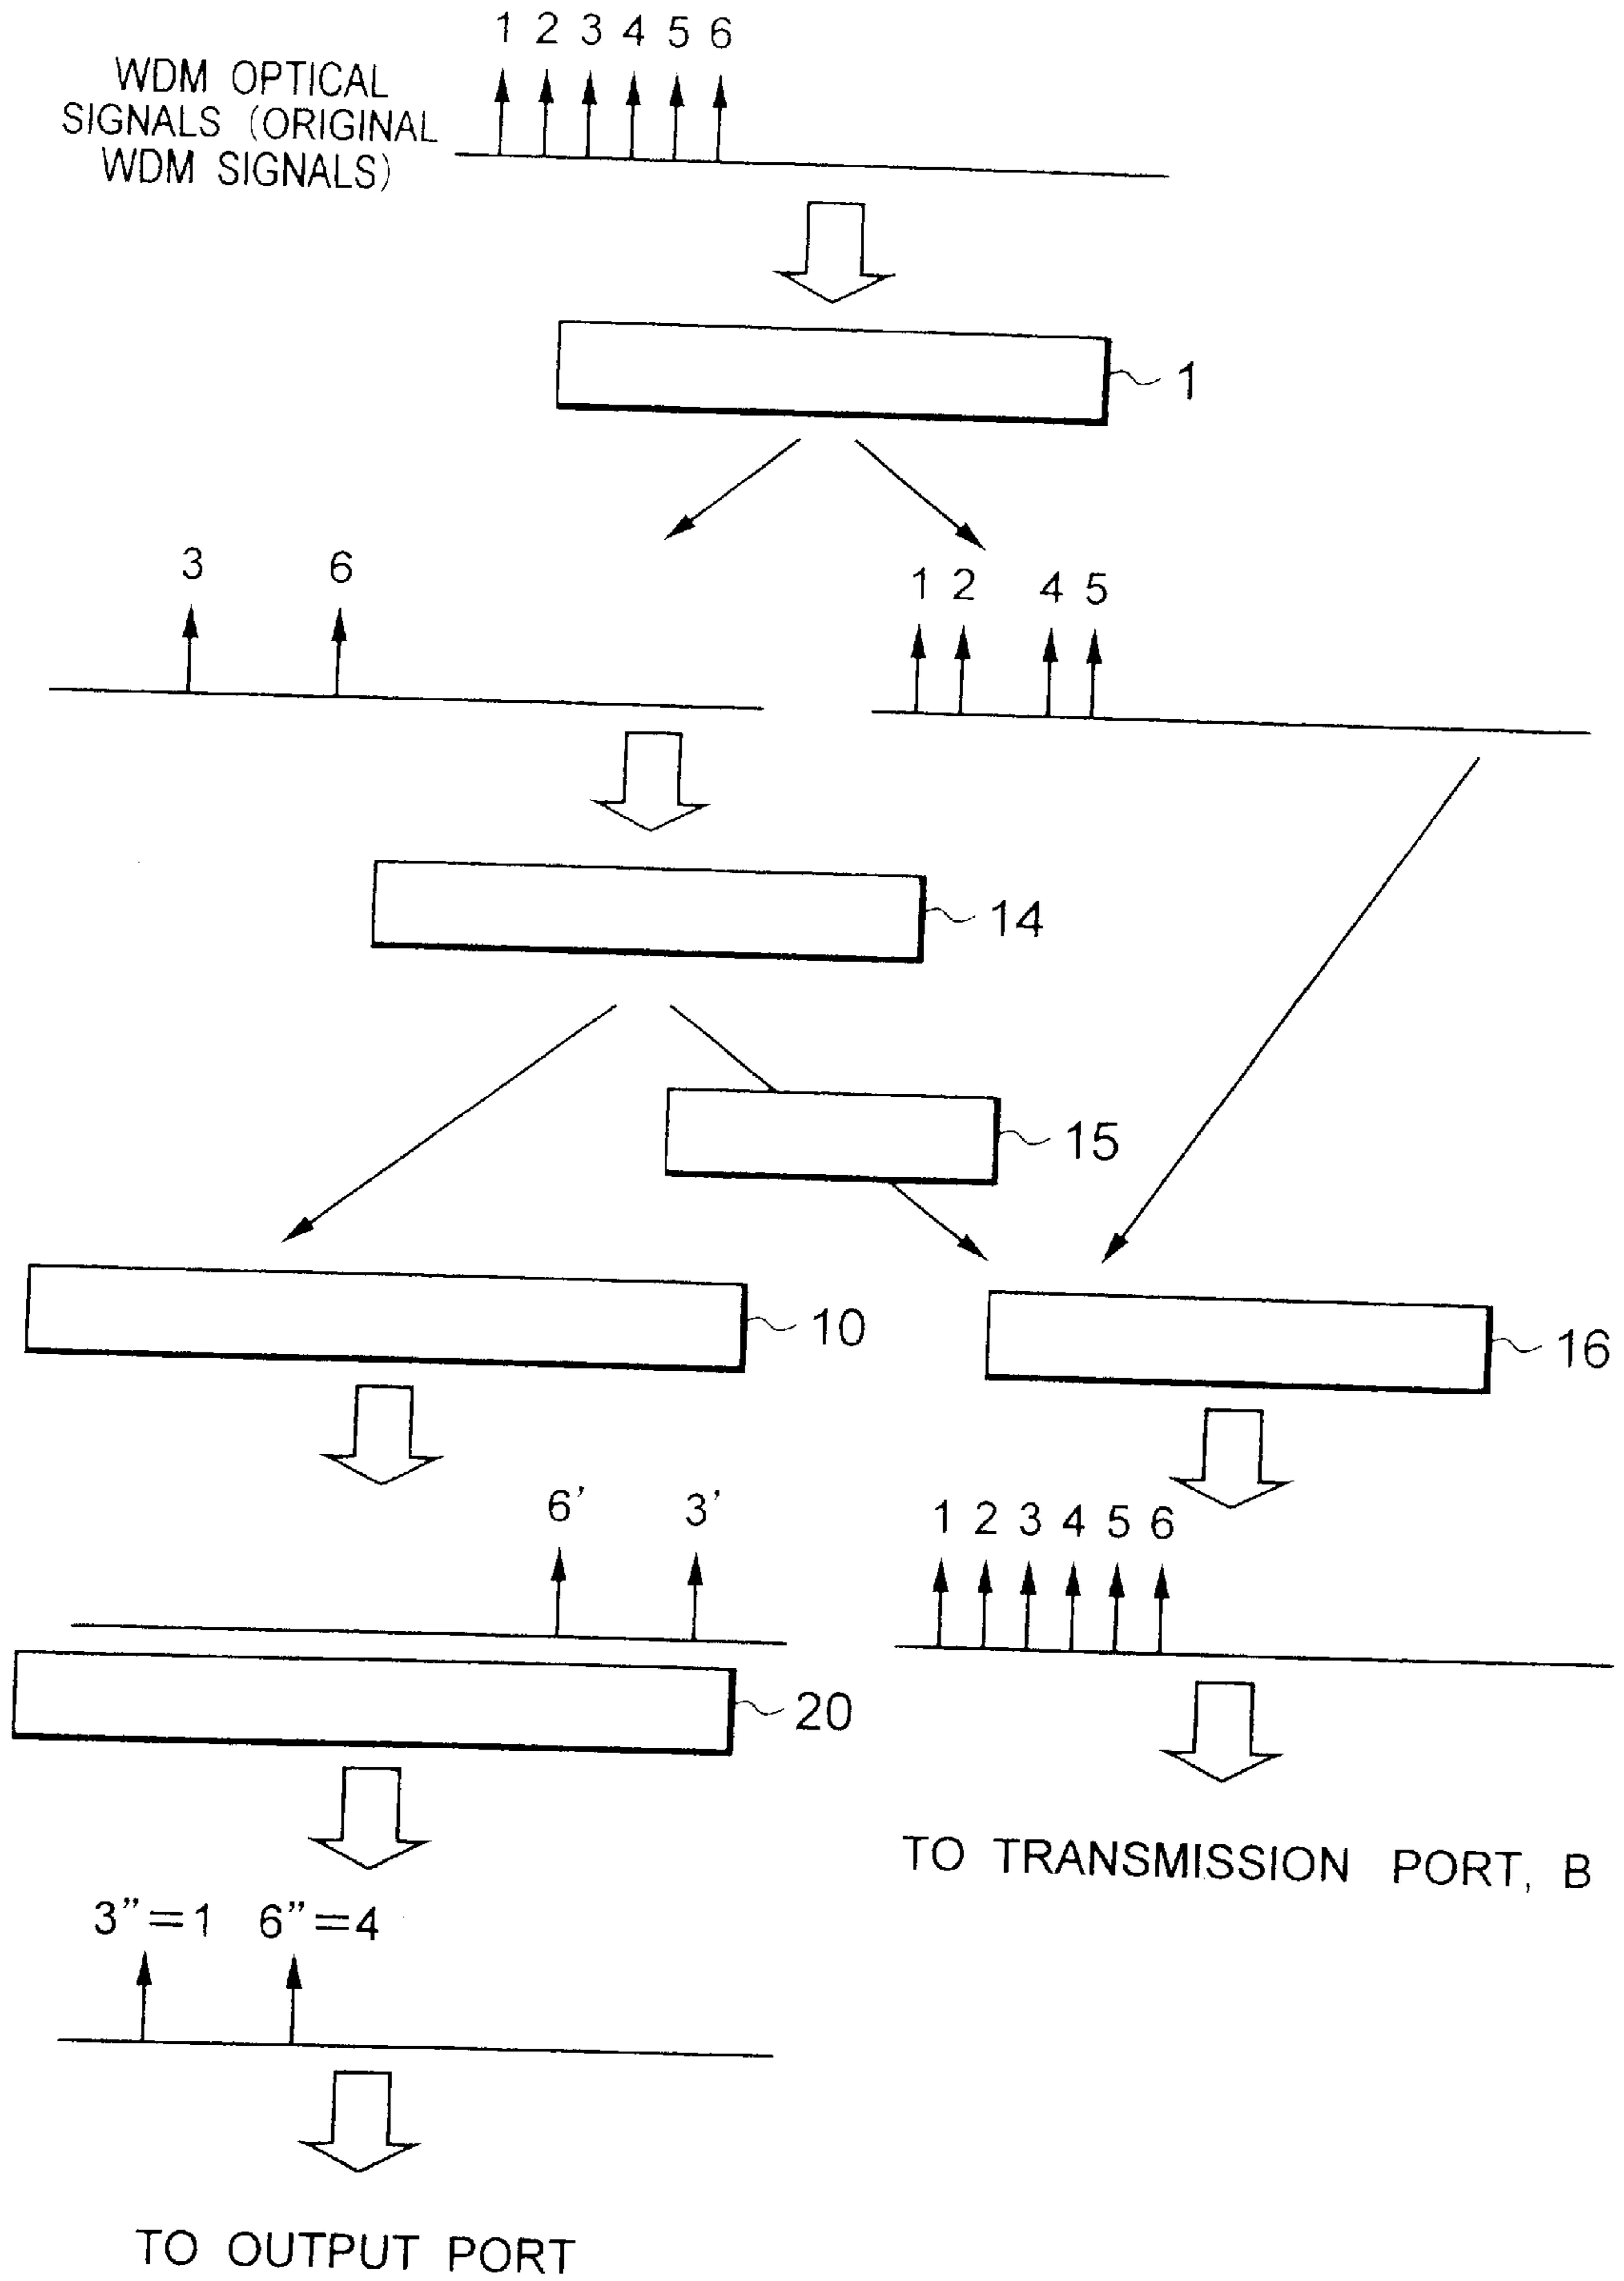 1 2 3 4 5 6
WDM OPTICAL
SIGNALS (ORIGINAL
WDM SIGNALS)
1
3 6
1 2 4 5
14
15
10
16
6' 3'
1 2 3 4 5 6
20
TO TRANSMISSION PORT, B
3"=1 6"=4
TO OUTPUT PORT